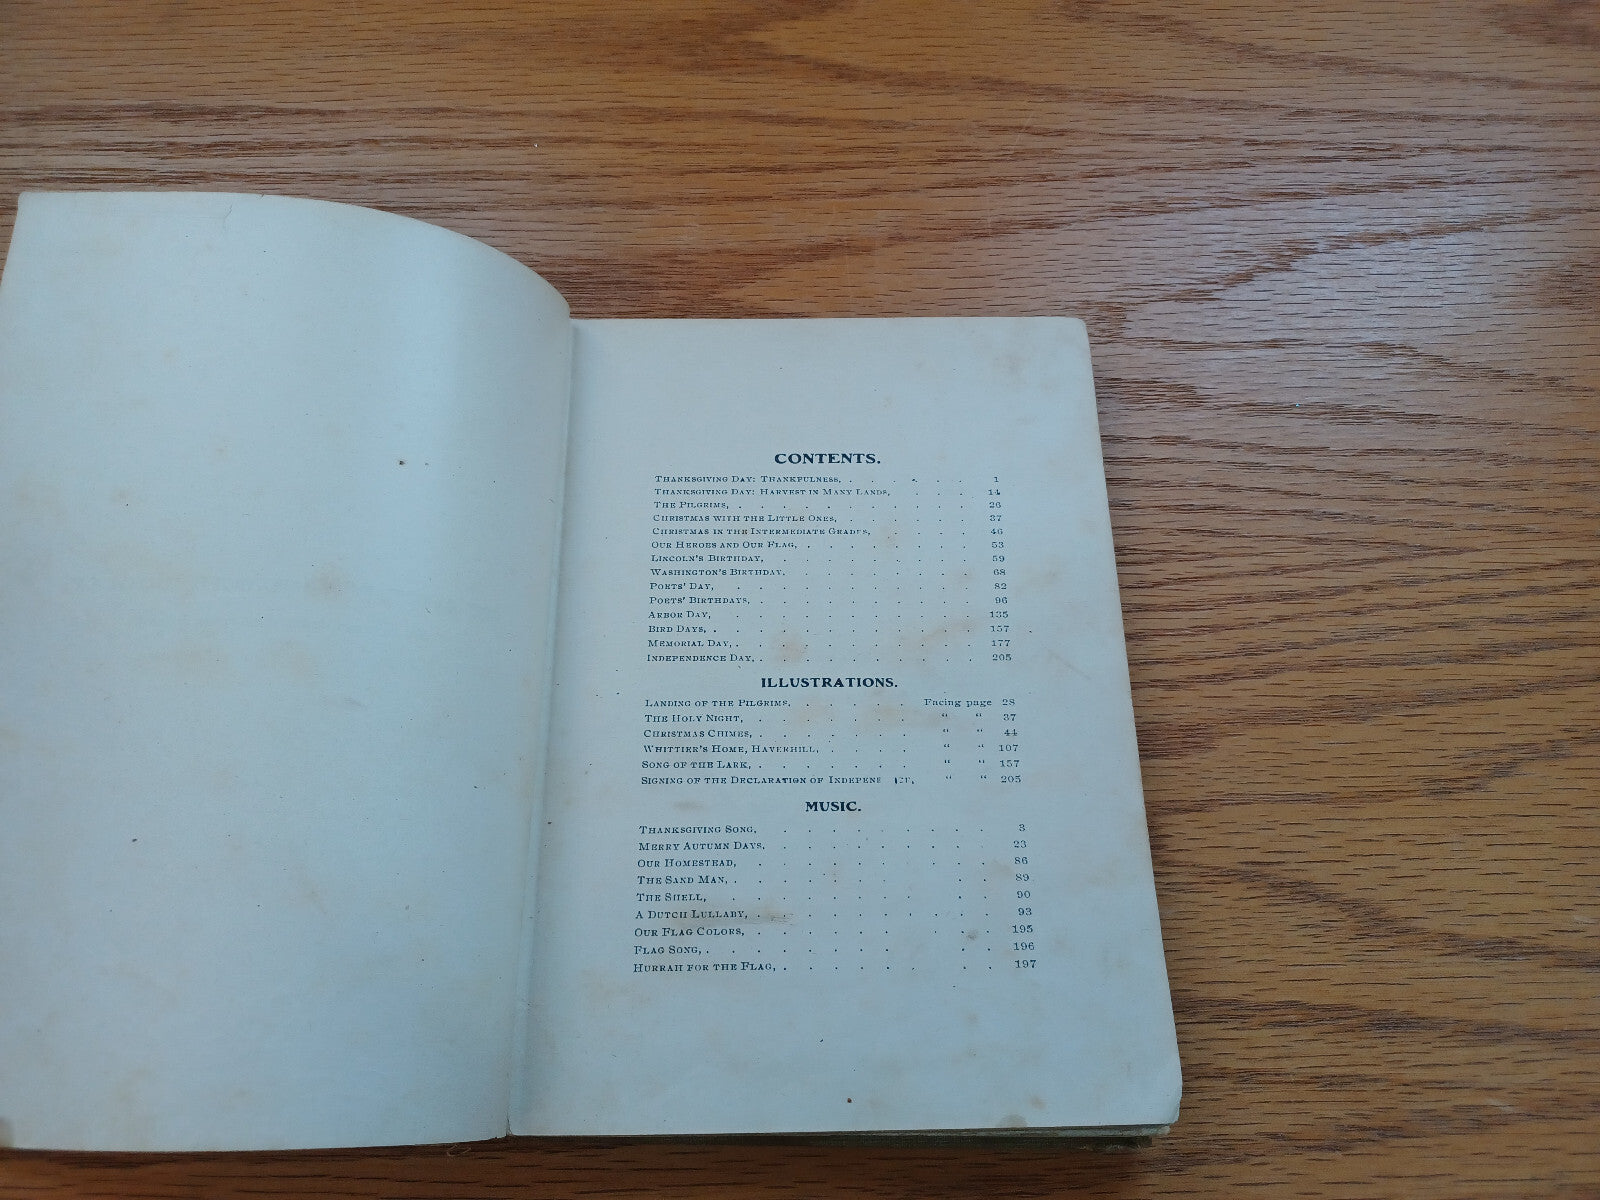 CONTENTS.
THANKSGIVING DAY: THANKFULNESS, . . . . . . 1
THANKSGIVING DAY: HARVEST IN MANY LANDS, . . . 14
THE PILGRIMS, . . . . . . . . . . . 26
CHRISTMAS WITH THE LITTLE ONES, . . . . . . 37
CHRISTMAS IN THE INTERMEDIATE GRADES, . . . . 46
OUR HEROES AND OUR FLAG, . . . . . . . . 53
LINCOLN'S BIRTHDAY, . . . . . . . . . 59
WASHINGTON'S BIRTHDAY, . . . . . . . . 68
POETS' DAY, . . . . . . . . . . . 82
POETS' BIRTHDAYS, . . . . . . . . . . 96
ARBOR DAY, . . . . . . . . . . . 135
BIRD DAYS, . . . . . . . . . . . . 157
MEMORIAL DAY, . . . . . . . . . . . 177
INDEPENDENCE DAY, . . . . . . . . . . 205
ILLUSTRATIONS.
LANDING OF THE PILGRIMS, . . . . . Facing page 28
THE HOLY NIGHT, . . . . . . . “ “ 37
CHRISTMAS CHIMES, . . . . . . . “ “ 44
WHITTIER'S HOME, HAVERHILL, . . . . “ “ 107
SONG OF THE LARK, . . . . . . . “ “ 157
SIGNING OF THE DECLARATION OF “ “ 205
MUSIC.
THANKSGIVING SONG, . . . . . . . . . 3
MERRY AUTUMN DAYS, . . . . . . . . . 23
OUR HOMESTEAD, . . . . . . . . . . 86
THE SAND MAN, . . . . . . . . . 89
THE SHELL, . . . . . . . . . . 90
A DUTCH LULLABY, . . . . . . . . . . 93
OUR FLAG COLORS, . . . . . . . . . 195
FLAG SONG, . . . . . . . . . . 196
HURRAH FOR THE FLAG, . . . . . . . 197